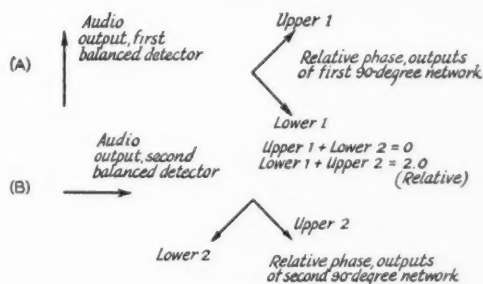 (A)
Audio
output, first
balanced detector
Upper 1
Relative phase, outputs
of first 90-degree network
Lower 1
Upper 1 + Lower 2 = 0
Lower 1 + Upper 2 = 2.0
(Relative)
(B)
Audio
output, second
balanced detector
Upper 2
Lower 2
Relative phase, outputs
of second 90-degree network